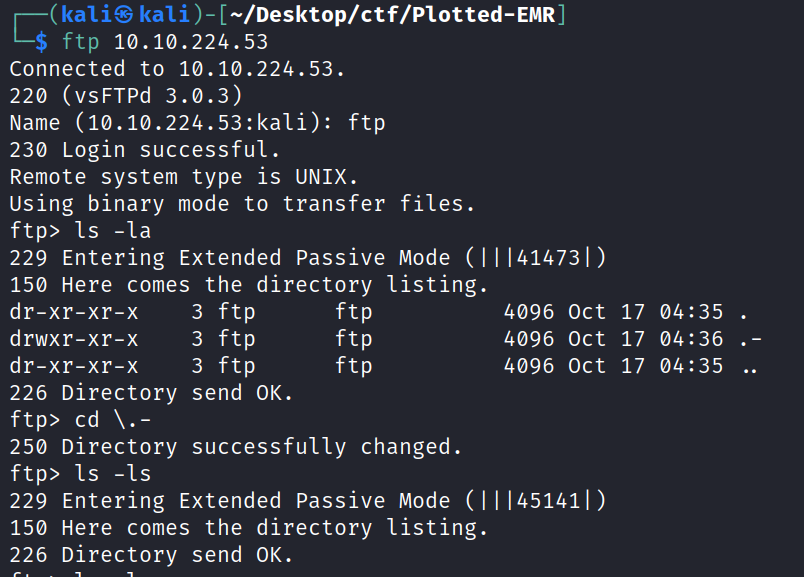 ┌──(kali㉿kali)-[~/Desktop/ctf/Plotted-EMR]
└─$ ftp 10.10.224.53
Connected to 10.10.224.53.
220 (vsFTPd 3.0.3)
Name (10.10.224.53:kali): ftp
230 Login successful.
Remote system type is UNIX.
Using binary mode to transfer files.
ftp> ls -la
229 Entering Extended Passive Mode (|||41473|)
150 Here comes the directory listing.
dr-xr-xr-x    3 ftp      ftp          4096 Oct 17 04:35 .
drwxr-xr-x    3 ftp      ftp          4096 Oct 17 04:36 .-
dr-xr-xr-x    3 ftp      ftp          4096 Oct 17 04:35 ..
226 Directory send OK.
ftp> cd \.-
250 Directory successfully changed.
ftp> ls -ls
229 Entering Extended Passive Mode (|||45141|)
150 Here comes the directory listing.
226 Directory send OK.